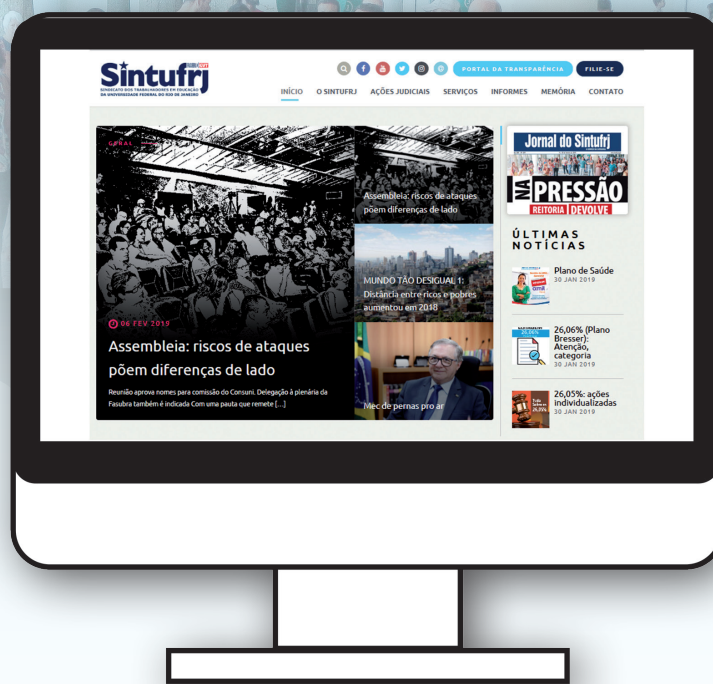 Sintufrj
SINDICATO DOS TRABALHADORES EM EDUCAÇÃO
DA UNIVERSIDADE FEDERAL DO RIO DE JANEIRO
PORTAL DA TRANSPARÊNCIA
FILIE-SE
INÍCIO
O SINTUFRJ
AÇÕES JUDICIAIS
SERVIÇOS
INFORMES
MEMÓRIA
CONTATO
GERAL
06 FEV 2019
Assembleia: riscos de ataques
põem diferenças de lado
Reunião aprova nomes para comissão do Consuni. Delegação à plenária da
Fasubra também é indicada Com uma pauta que remete [...]
Assembleia: riscos de ataques
põem diferenças de lado
MUNDO TÃO DESIGUAL 1:
Distância entre ricos e pobres
aumentou em 2018
Mec de pernas pro ar
Jornal do Sintufrj
NA PRESSÃO
REITORIA DEVOLVE
ÚLTIMAS
NOTÍCIAS
Plano de Saúde
30 JAN 2019
26,06% (Plano
Bresser):
Atenção,
categoria
30 JAN 2019
26,05%: ações
individualizadas
30 JAN 2019